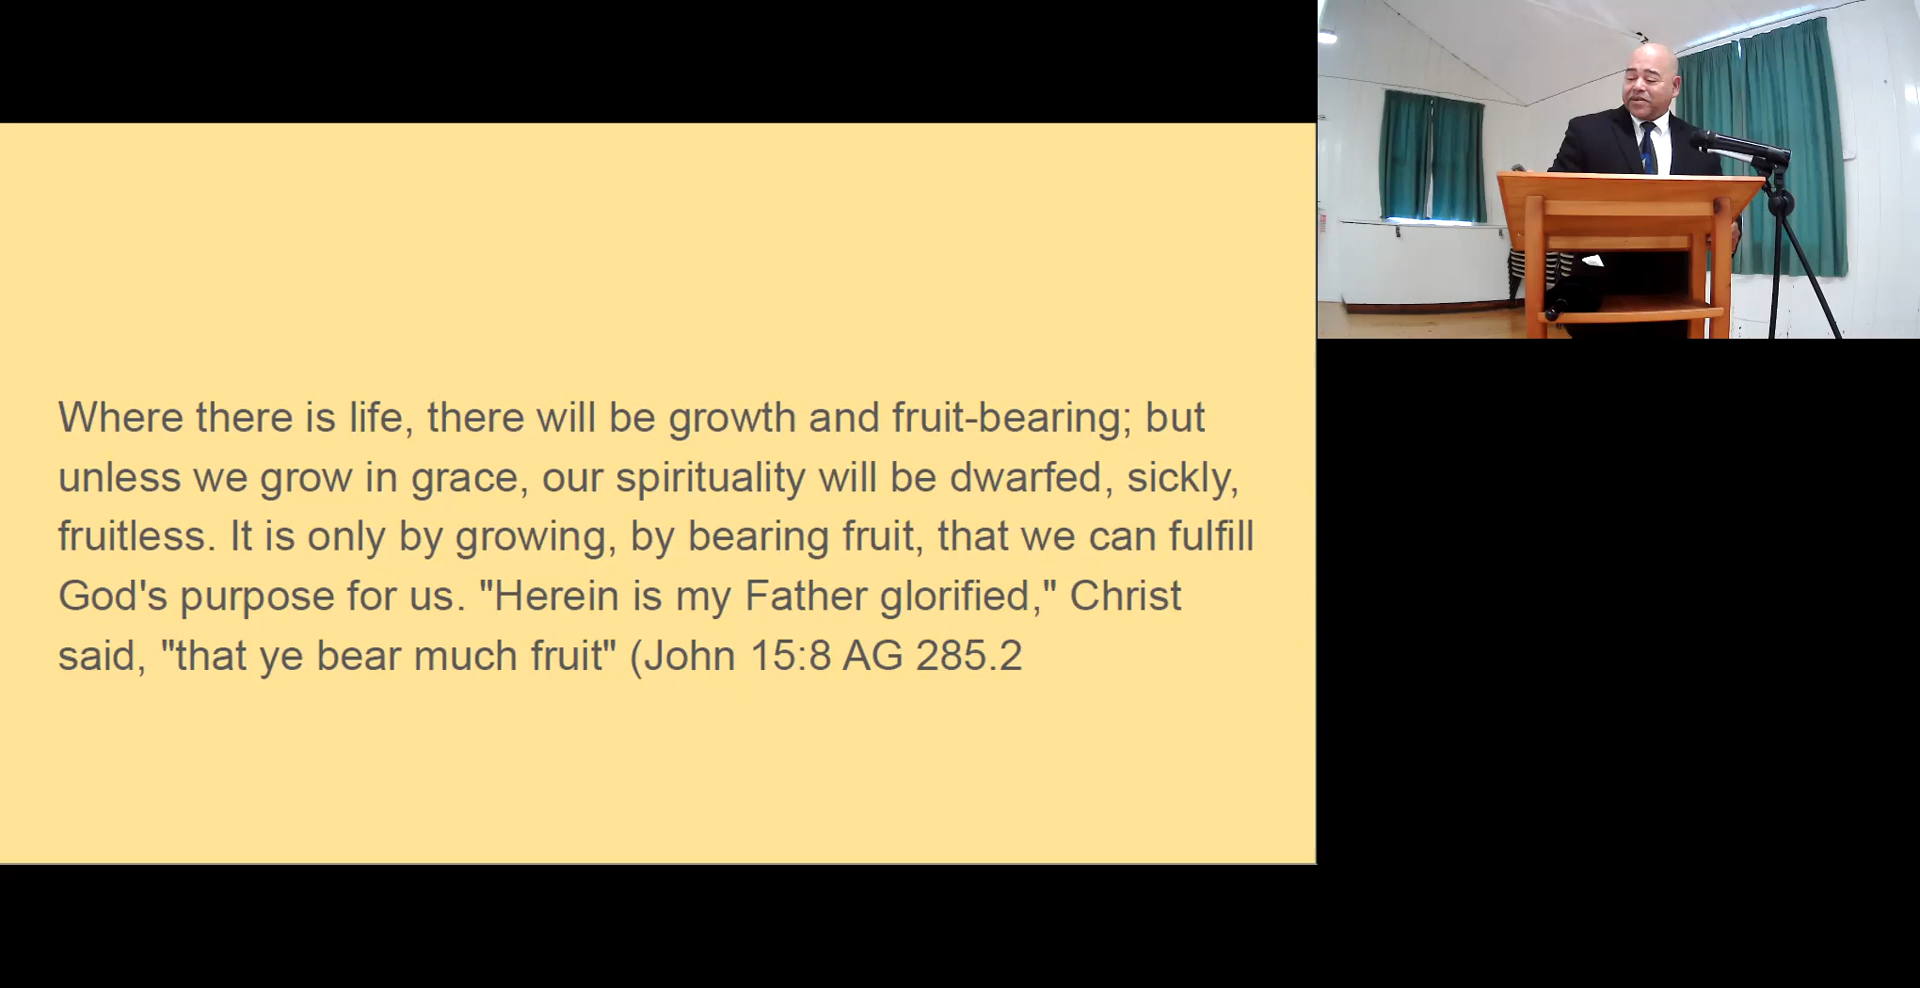 Where there is life, there will be growth and fruit-bearing; but
unless we grow in grace, our spirituality will be dwarfed, sickly,
fruitless. It is only by growing, by bearing fruit, that we can fulfill
God's purpose for us. "Herein is my Father glorified," Christ
said, "that ye bear much fruit" (John 15:8 AG 285.2